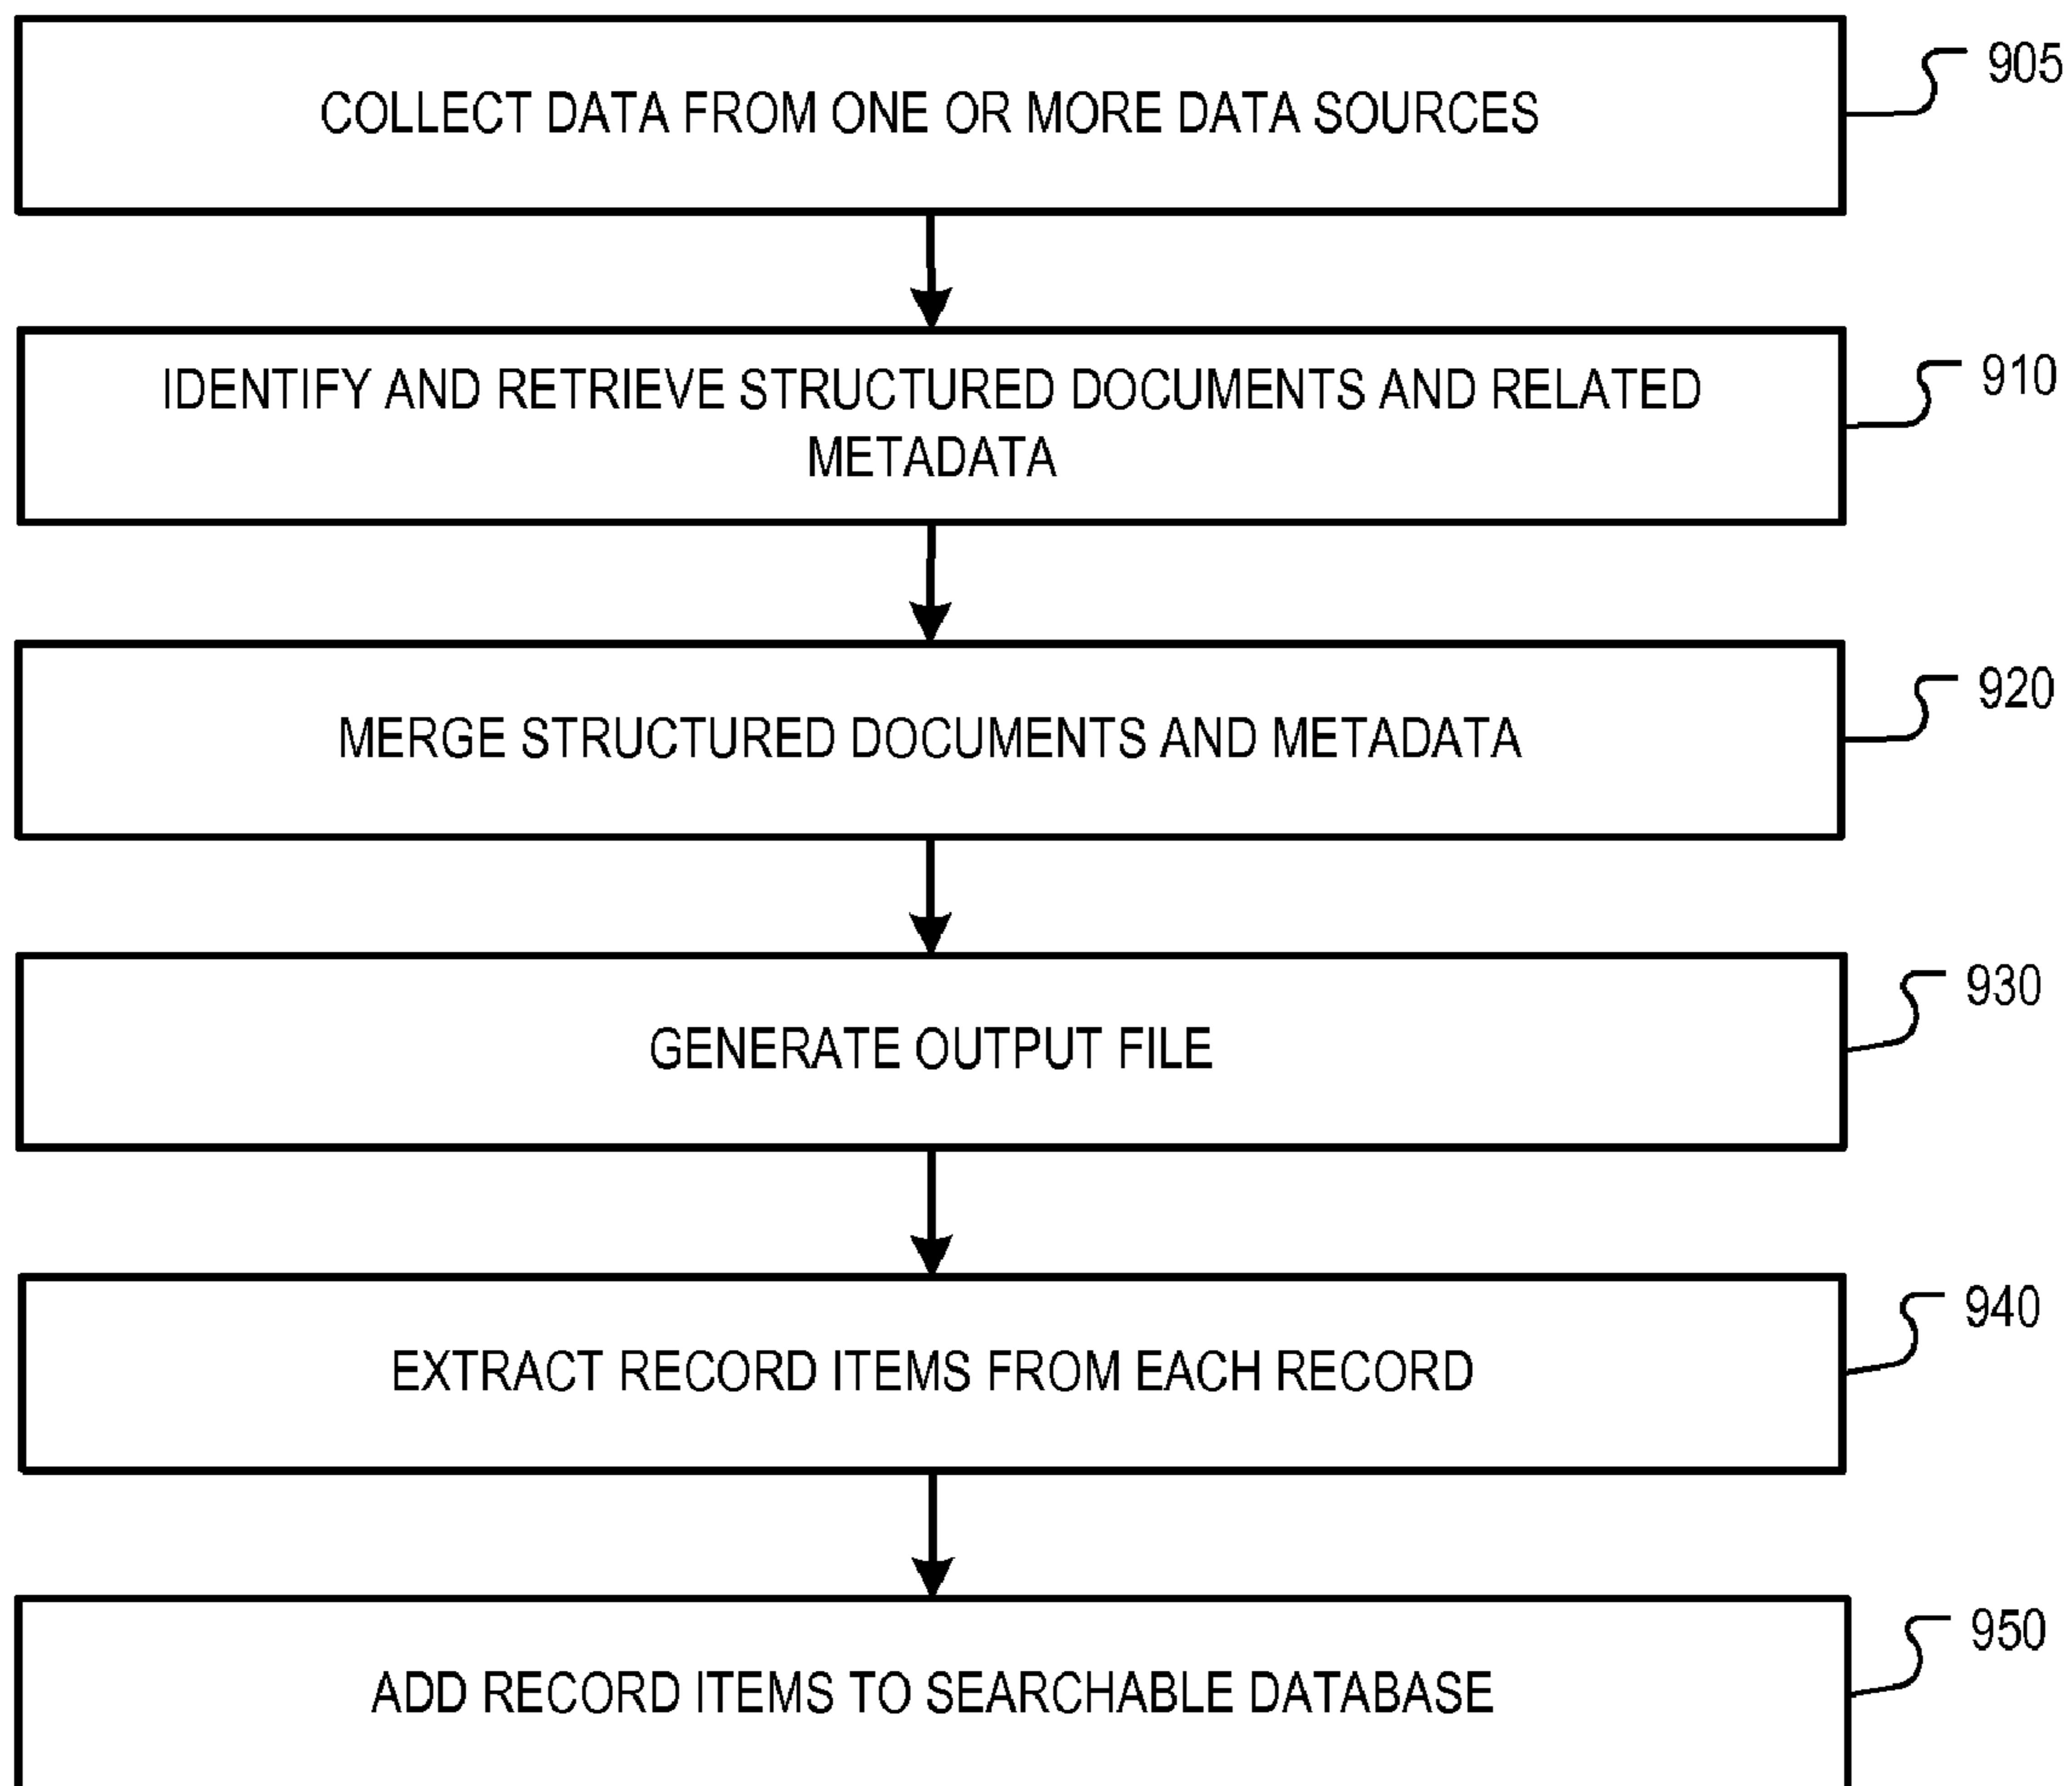 COLLECT DATA FROM ONE OR MORE DATA SOURCES
905
IDENTIFY AND RETRIEVE STRUCTURED DOCUMENTS AND RELATED
METADATA
910
MERGE STRUCTURED DOCUMENTS AND METADATA
920
GENERATE OUTPUT FILE
930
EXTRACT RECORD ITEMS FROM EACH RECORD
940
ADD RECORD ITEMS TO SEARCHABLE DATABASE
950